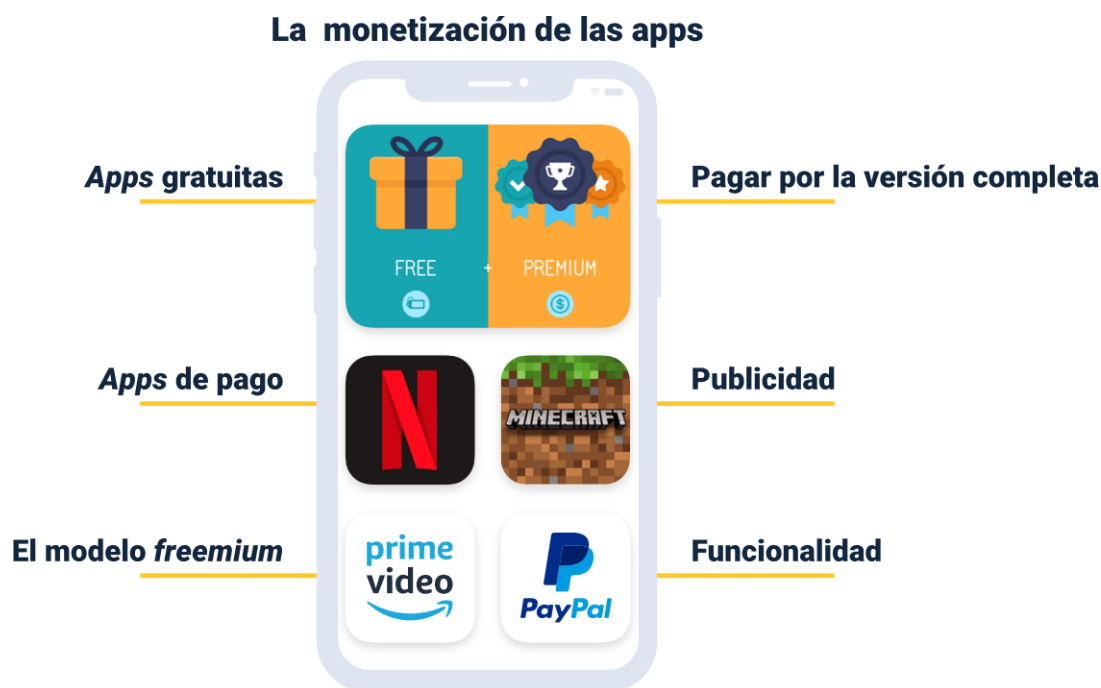 La monetización de las apps
Apps gratuitas
Pagar por la versión completa
FREE + PREMIUM
$
Apps de pago
N
MINECRAFT
Publicidad
El modelo freemium
prime
video
PayPal
Funcionalidad